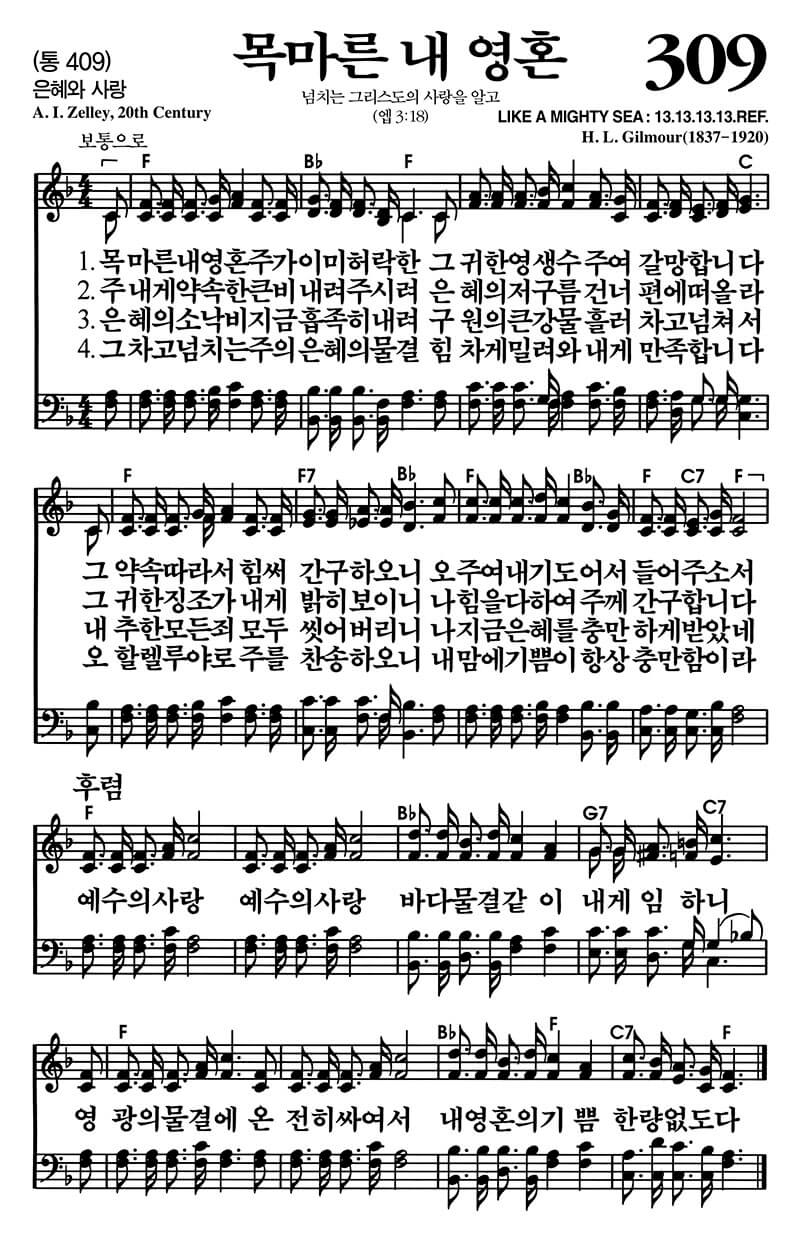 (통 409)
목마른 내 영혼
309
은혜와 사랑
넘치는 그리스도의 사랑을 알고
A. I. Zelley, 20th Century
(엡 3:18)
LIKE A MIGHTY SEA : 13.13.13.13.REF.
보통으로
H. L. Gilmour(1837-1920)
F B♭ F C
1. 목마른내영혼주가이미허락한 그 귀한영생수 주여 갈망합니다
2. 주내게약속한큰비내려주시려 은 혜의저구름건너 편에떠올라
3. 은혜의소낙비지금흡족히내려 구 원의큰강물흘러 차고넘쳐서
4. 그차고넘치는주의은혜의물결 힘 차게밀려와내게 만족합니다
F F7 B♭ F B♭ F C7 F
그 약속따라서 힘써 간구하오니 오주여내기도어서 들어주소서
그 귀한징조가 내게 밝히보이니 나힘을다하여주께 간구합니다
내 추한모든죄 모두 씻어버리니 나지금은혜를충만 하게받았네
오 할렐루야로 주를 찬송하오니 내맘에기쁨이항상 충만함이라
후렴
F B♭ G7 C7
예수의사랑 예수의사랑 바다물결같 이 내게 임 하니
F B♭ F C7 F
영 광의물결에 온 전히싸여서 내영혼의기 쁨 한량없도다